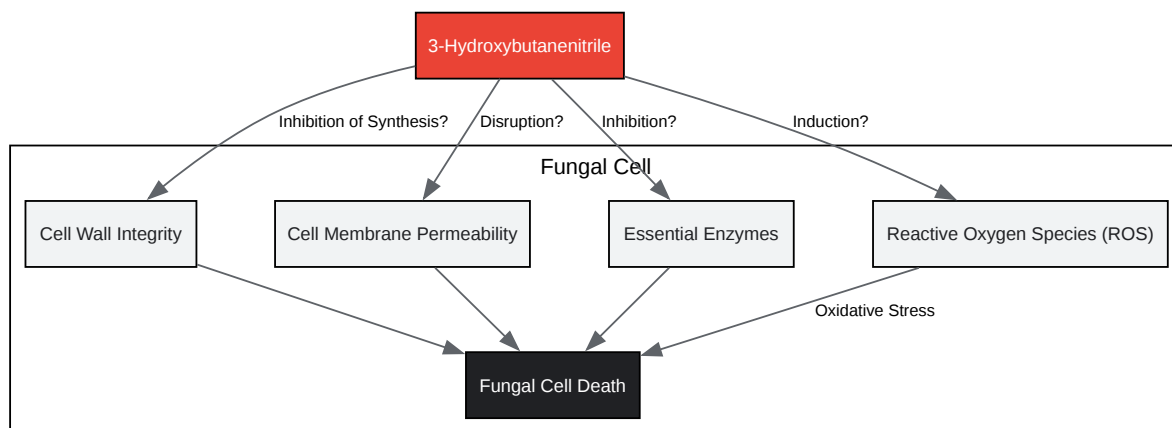 3-Hydroxybutanenitrile
Inhibition of Synthesis?
Disruption?
Inhibition?
Induction?
Fungal Cell
Cell Wall Integrity
Cell Membrane Permeability
Essential Enzymes
Reactive Oxygen Species (ROS)
Oxidative Stress
Fungal Cell Death